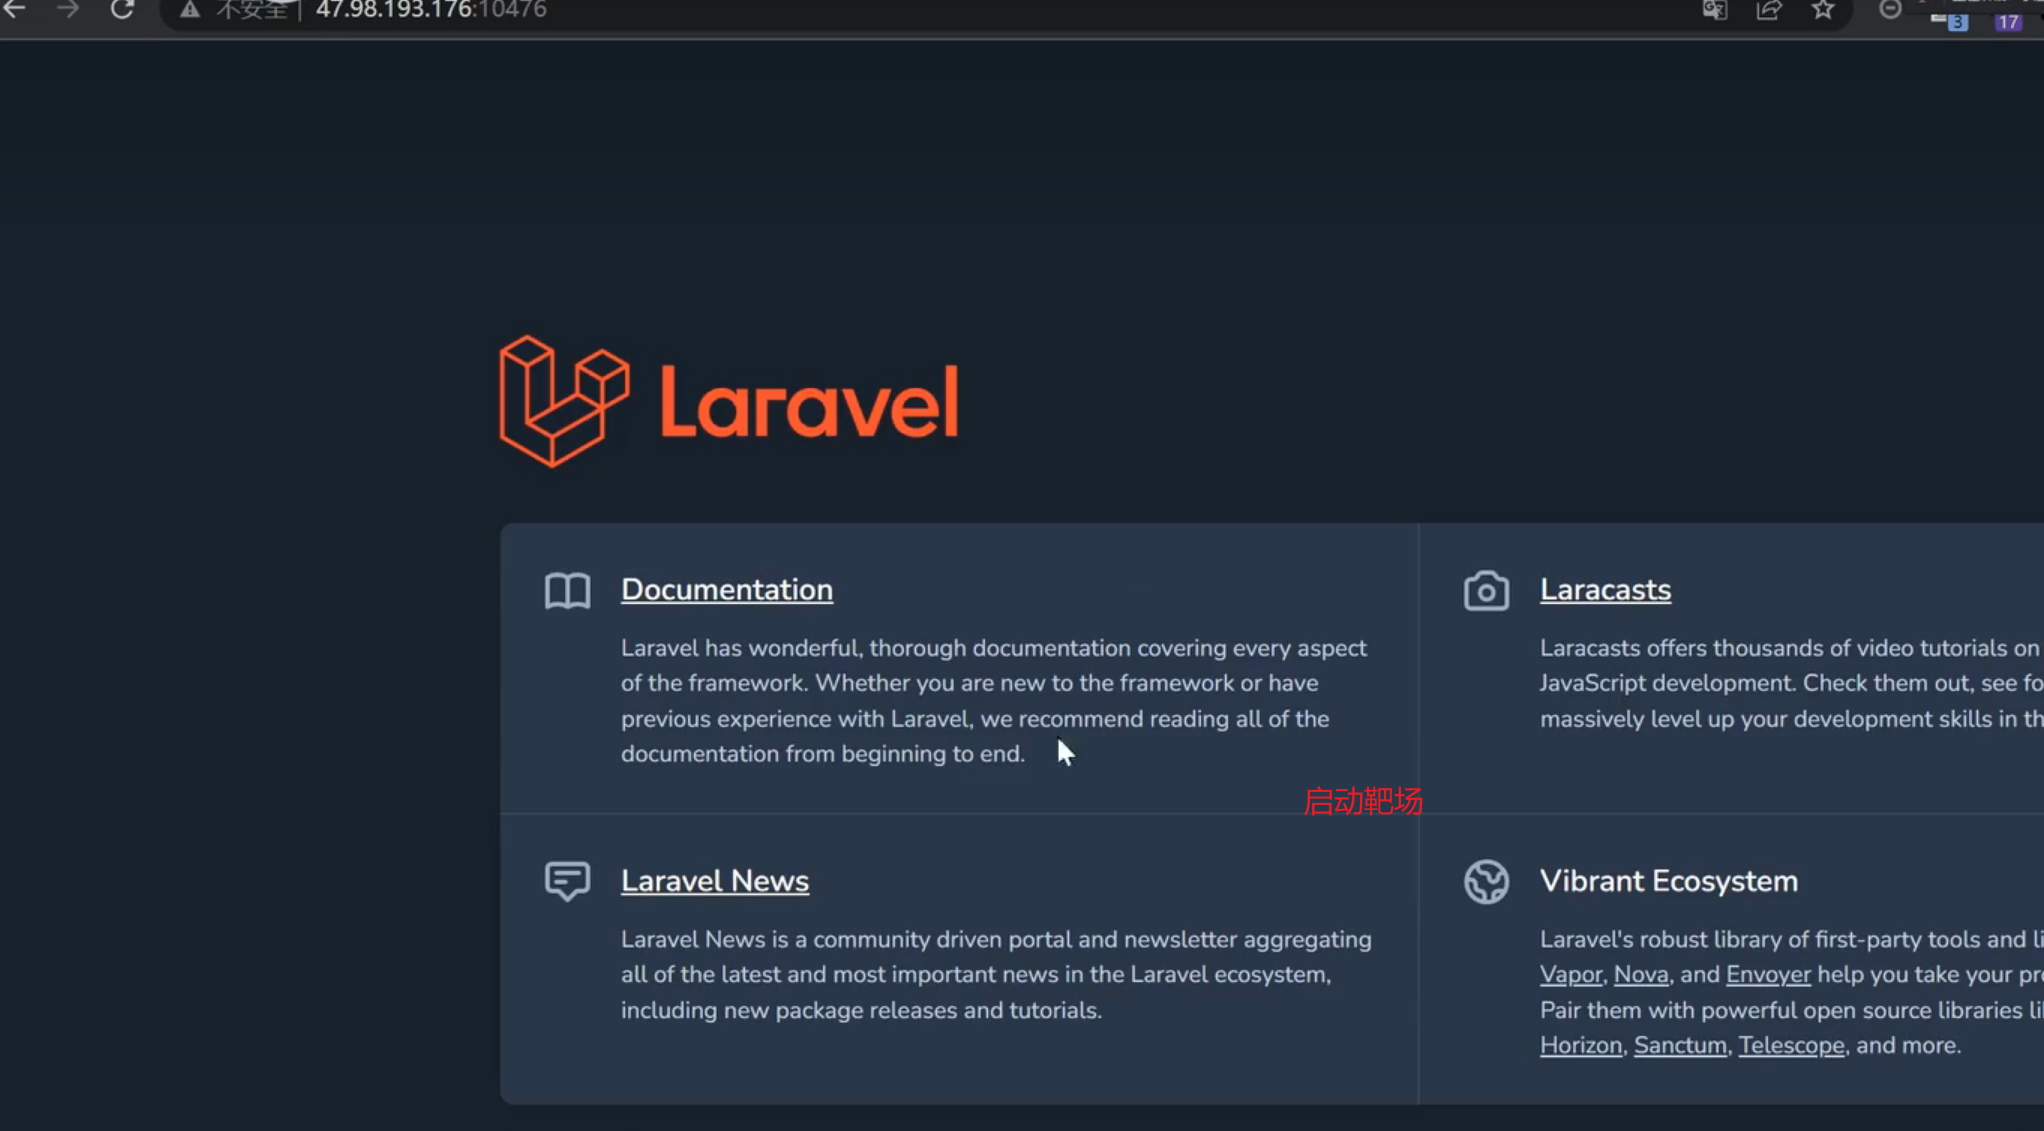 不安全 47.98.193.176:10476
3 17
Laravel
Documentation
Laravel has wonderful, thorough documentation covering every aspect
of the framework. Whether you are new to the framework or have
previous experience with Laravel, we recommend reading all of the
documentation from beginning to end.
Laracasts
Laracasts offers thousands of video tutorials on
JavaScript development. Check them out, see fo
massively level up your development skills in th
启动靶场
Laravel News
Laravel News is a community driven portal and newsletter aggregating
all of the latest and most important news in the Laravel ecosystem,
including new package releases and tutorials.
Vibrant Ecosystem
Laravel's robust library of first-party tools and li
Vapor, Nova, and Envoyer help you take your pr
Pair them with powerful open source libraries li
Horizon, Sanctum, Telescope, and more.